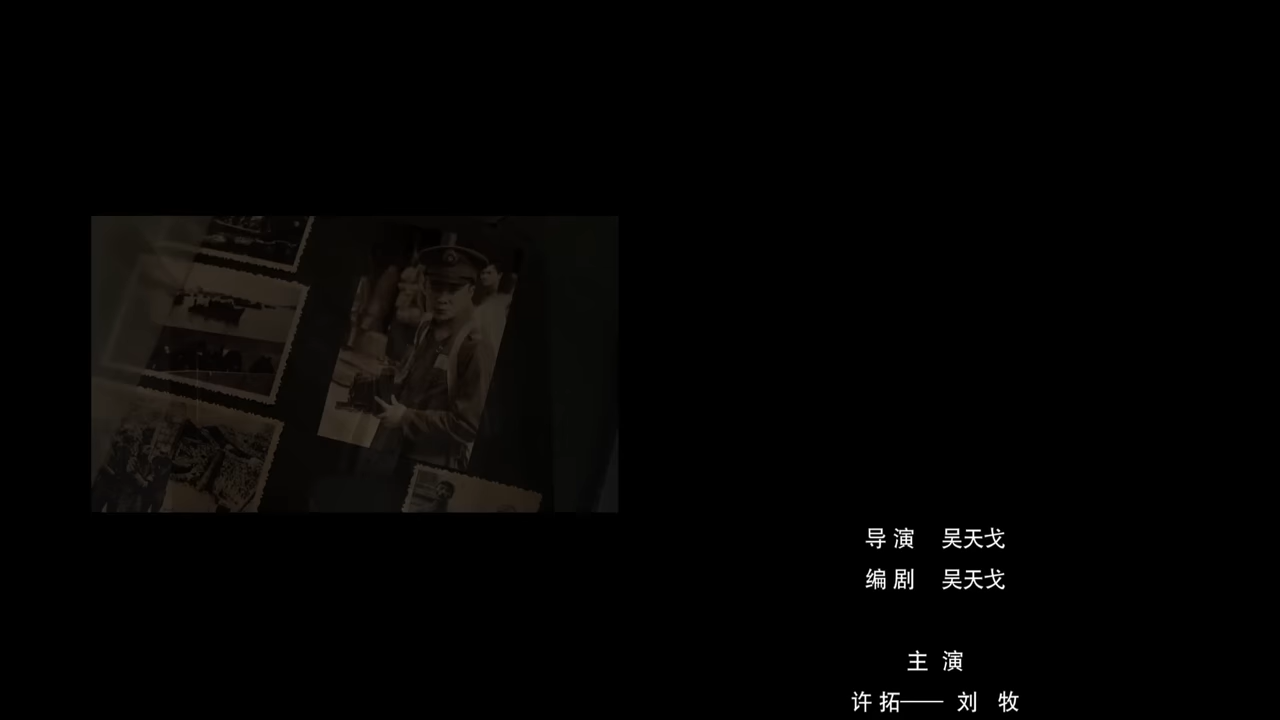 导 演 吴天戈
编 剧 吴天戈
主 演
许 拓—— 刘 牧